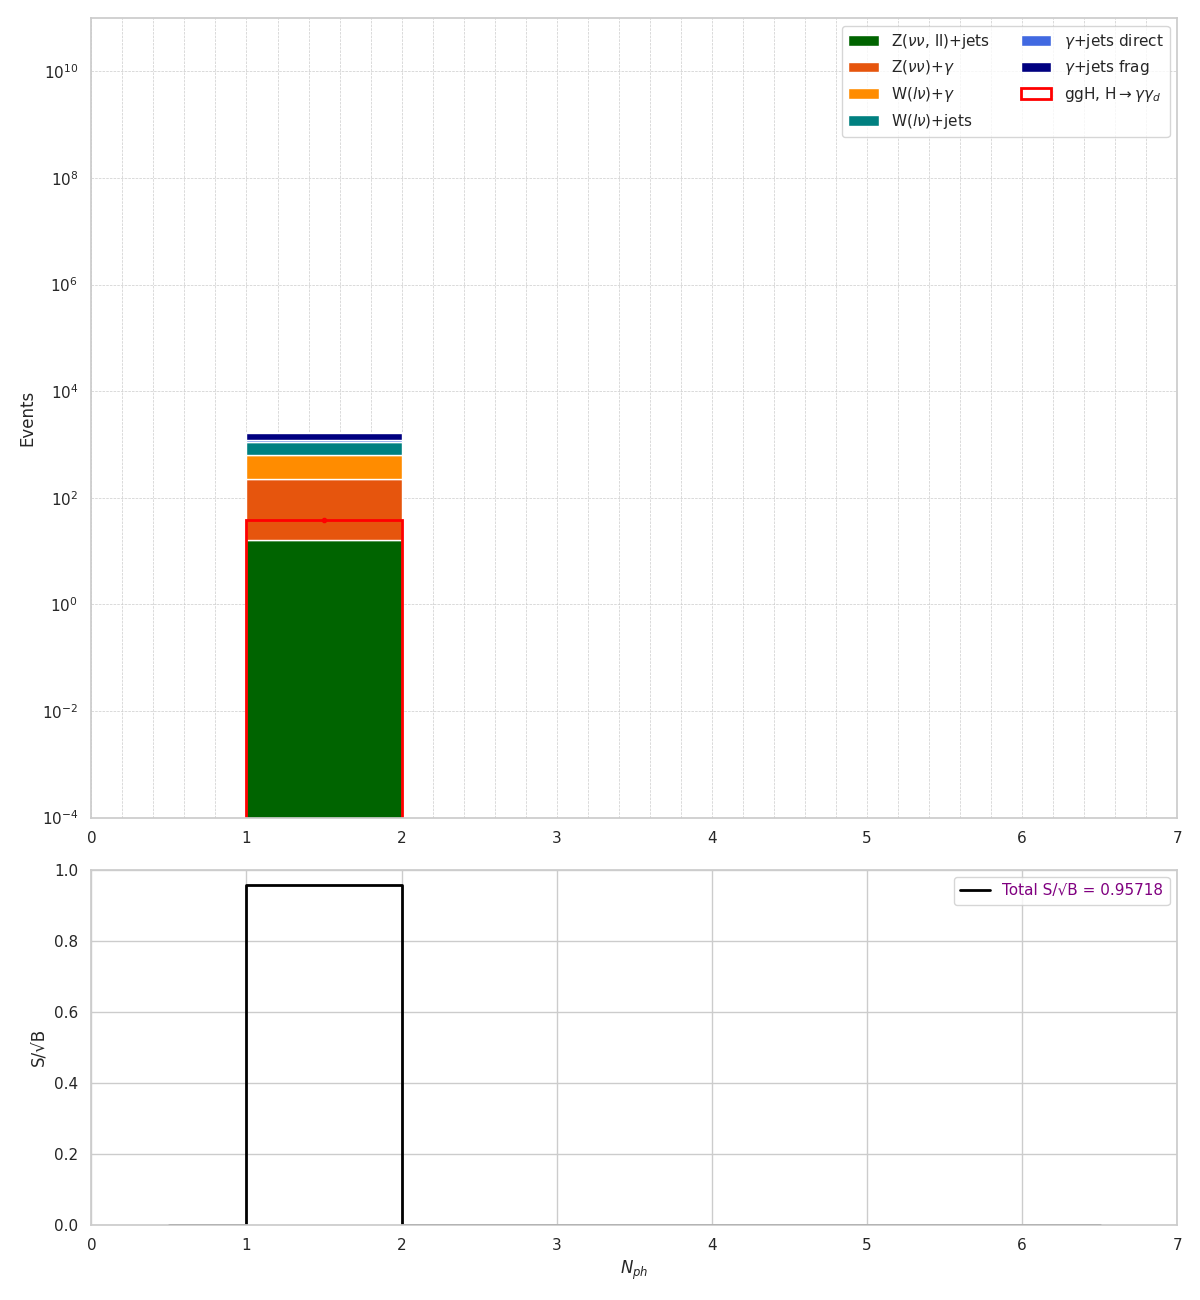 Z(νν, ll)+jets
Z(νν)+γ
W(lν)+γ
W(lν)+jets
γ+jets direct
γ+jets frag
ggH, H→γγ_d
Events
10^10
10^8
10^6
10^4
10^2
10^0
10^−2
10^−4
0 1 2 3 4 5 6 7
Total S/√B = 0.95718
S/√B
1.0
0.8
0.6
0.4
0.2
0.0
0 1 2 3 4 5 6 7
N_ph